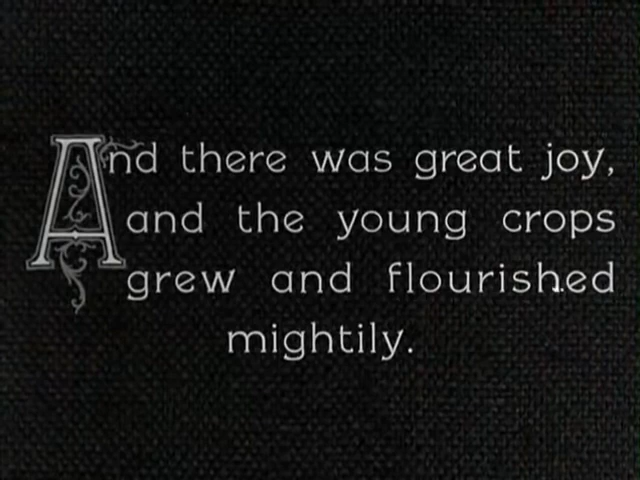 And there was great joy,
and the young crops
grew and flourished
mightily.